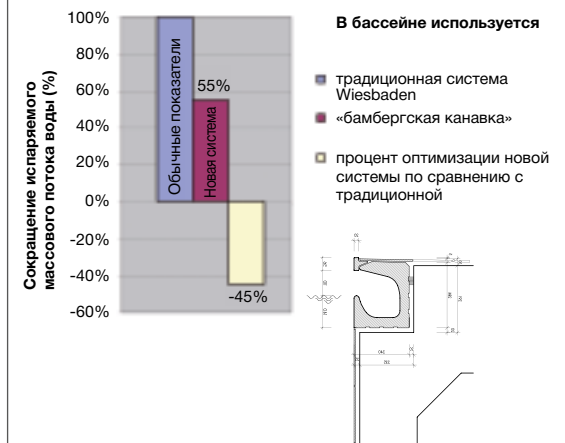 Сокращение испаряемого
массового потока воды (%)
100%
80%
60%
40%
20%
0%
-20%
-40%
-60%
Обычные показатели
Новая система
55%
-45%
В бассейне используется
традиционная система
Wiesbaden
«бамбергская канавка»
процент оптимизации новой
системы по сравнению с
традиционной